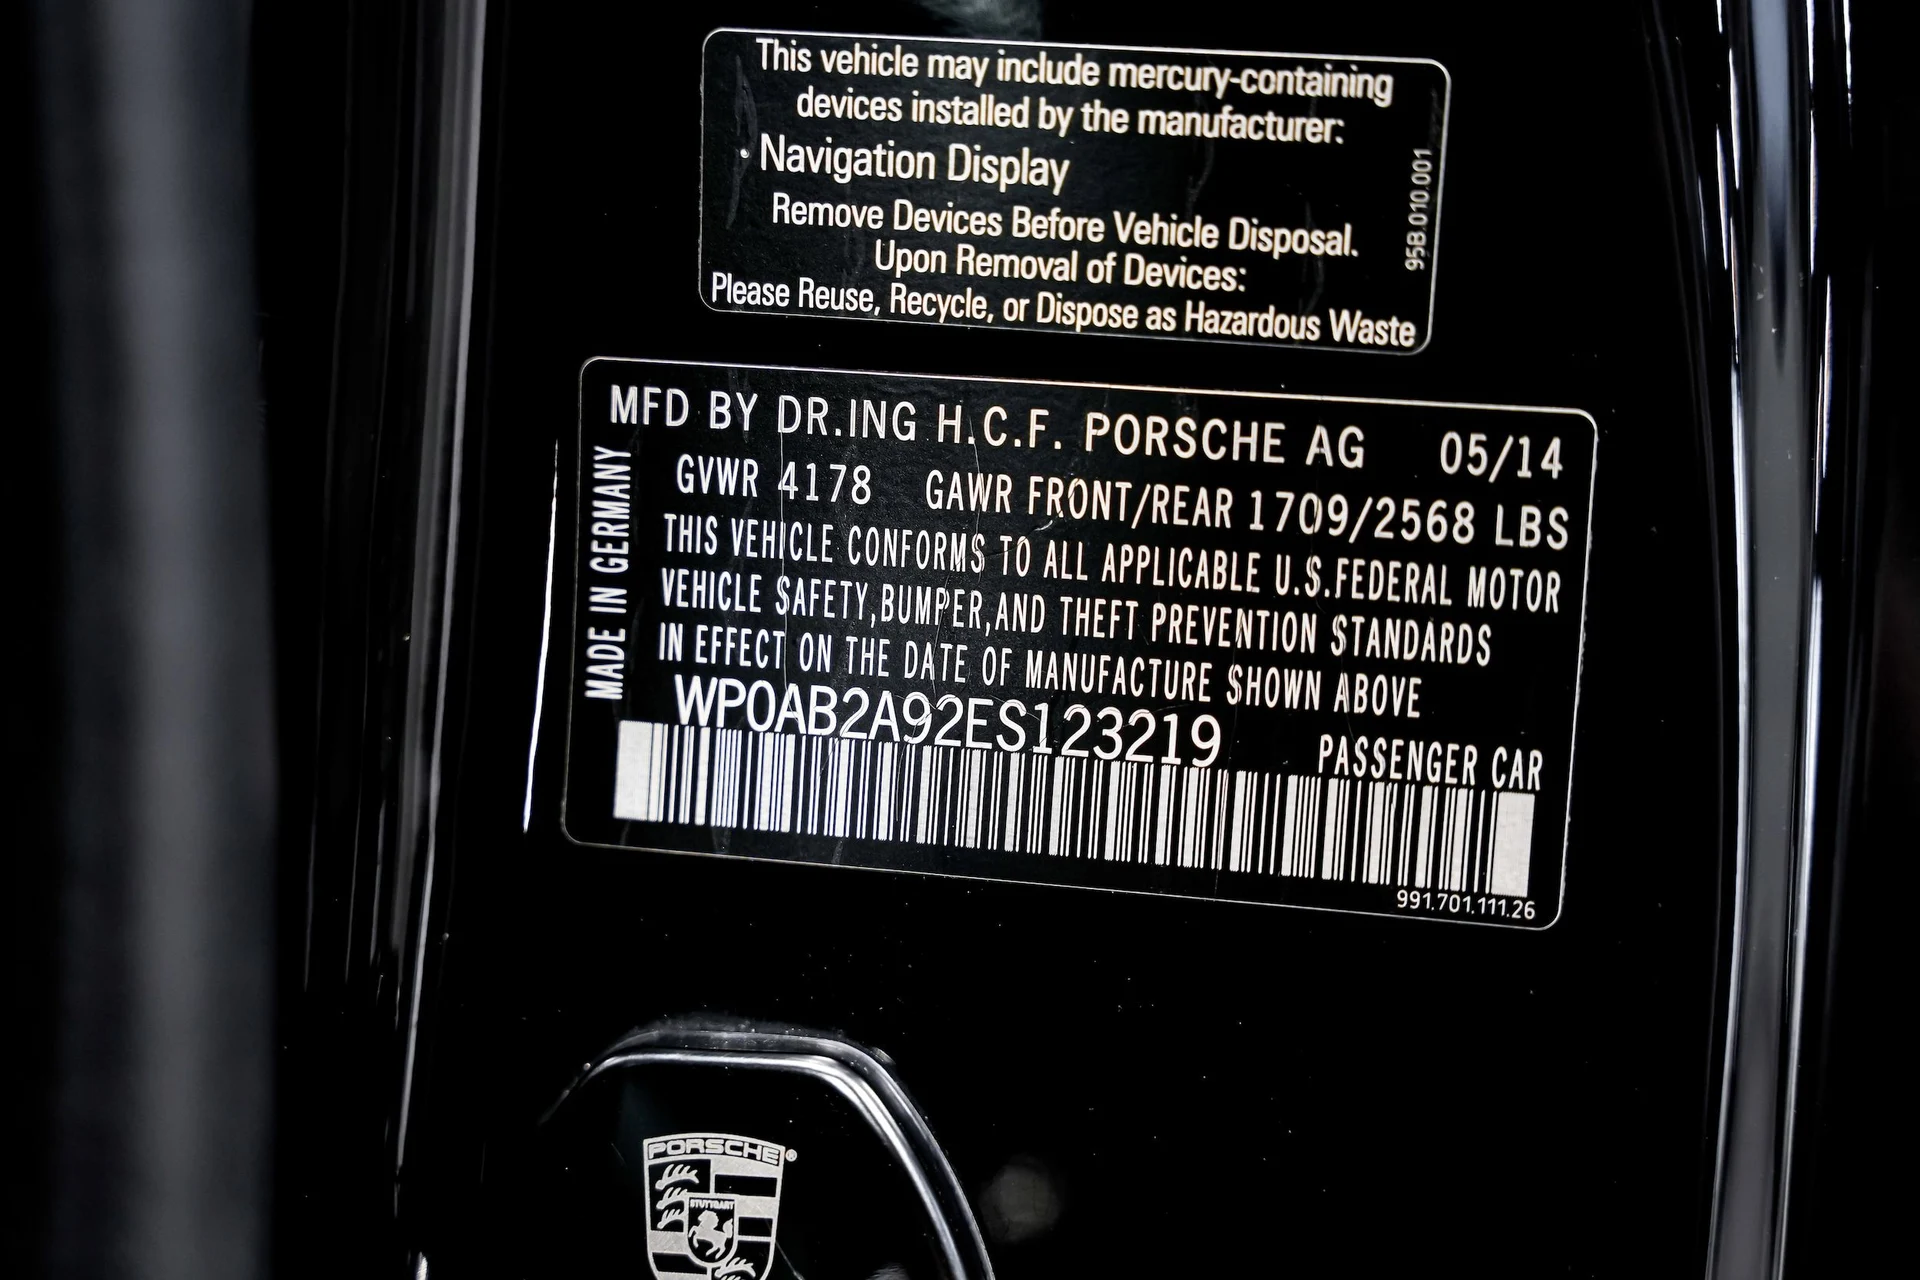 This vehicle may include mercury-containing
devices installed by the manufacturer:
· Navigation Display
Remove Devices Before Vehicle Disposal.
Upon Removal of Devices:
Please Reuse, Recycle, or Dispose as Hazardous Waste
95B.010.001
MFD BY DR.ING H.C.F. PORSCHE AG 05/14
GVWR 4178 GAWR FRONT/REAR 1709/2568 LBS
THIS VEHICLE CONFORMS TO ALL APPLICABLE U.S.FEDERAL MOTOR
VEHICLE SAFETY,BUMPER,AND THEFT PREVENTION STANDARDS
IN EFFECT ON THE DATE OF MANUFACTURE SHOWN ABOVE
WP0AB2A92ES123219 PASSENGER CAR
MADE IN GERMANY
991.701.111.26
PORSCHE®
STUTTGART